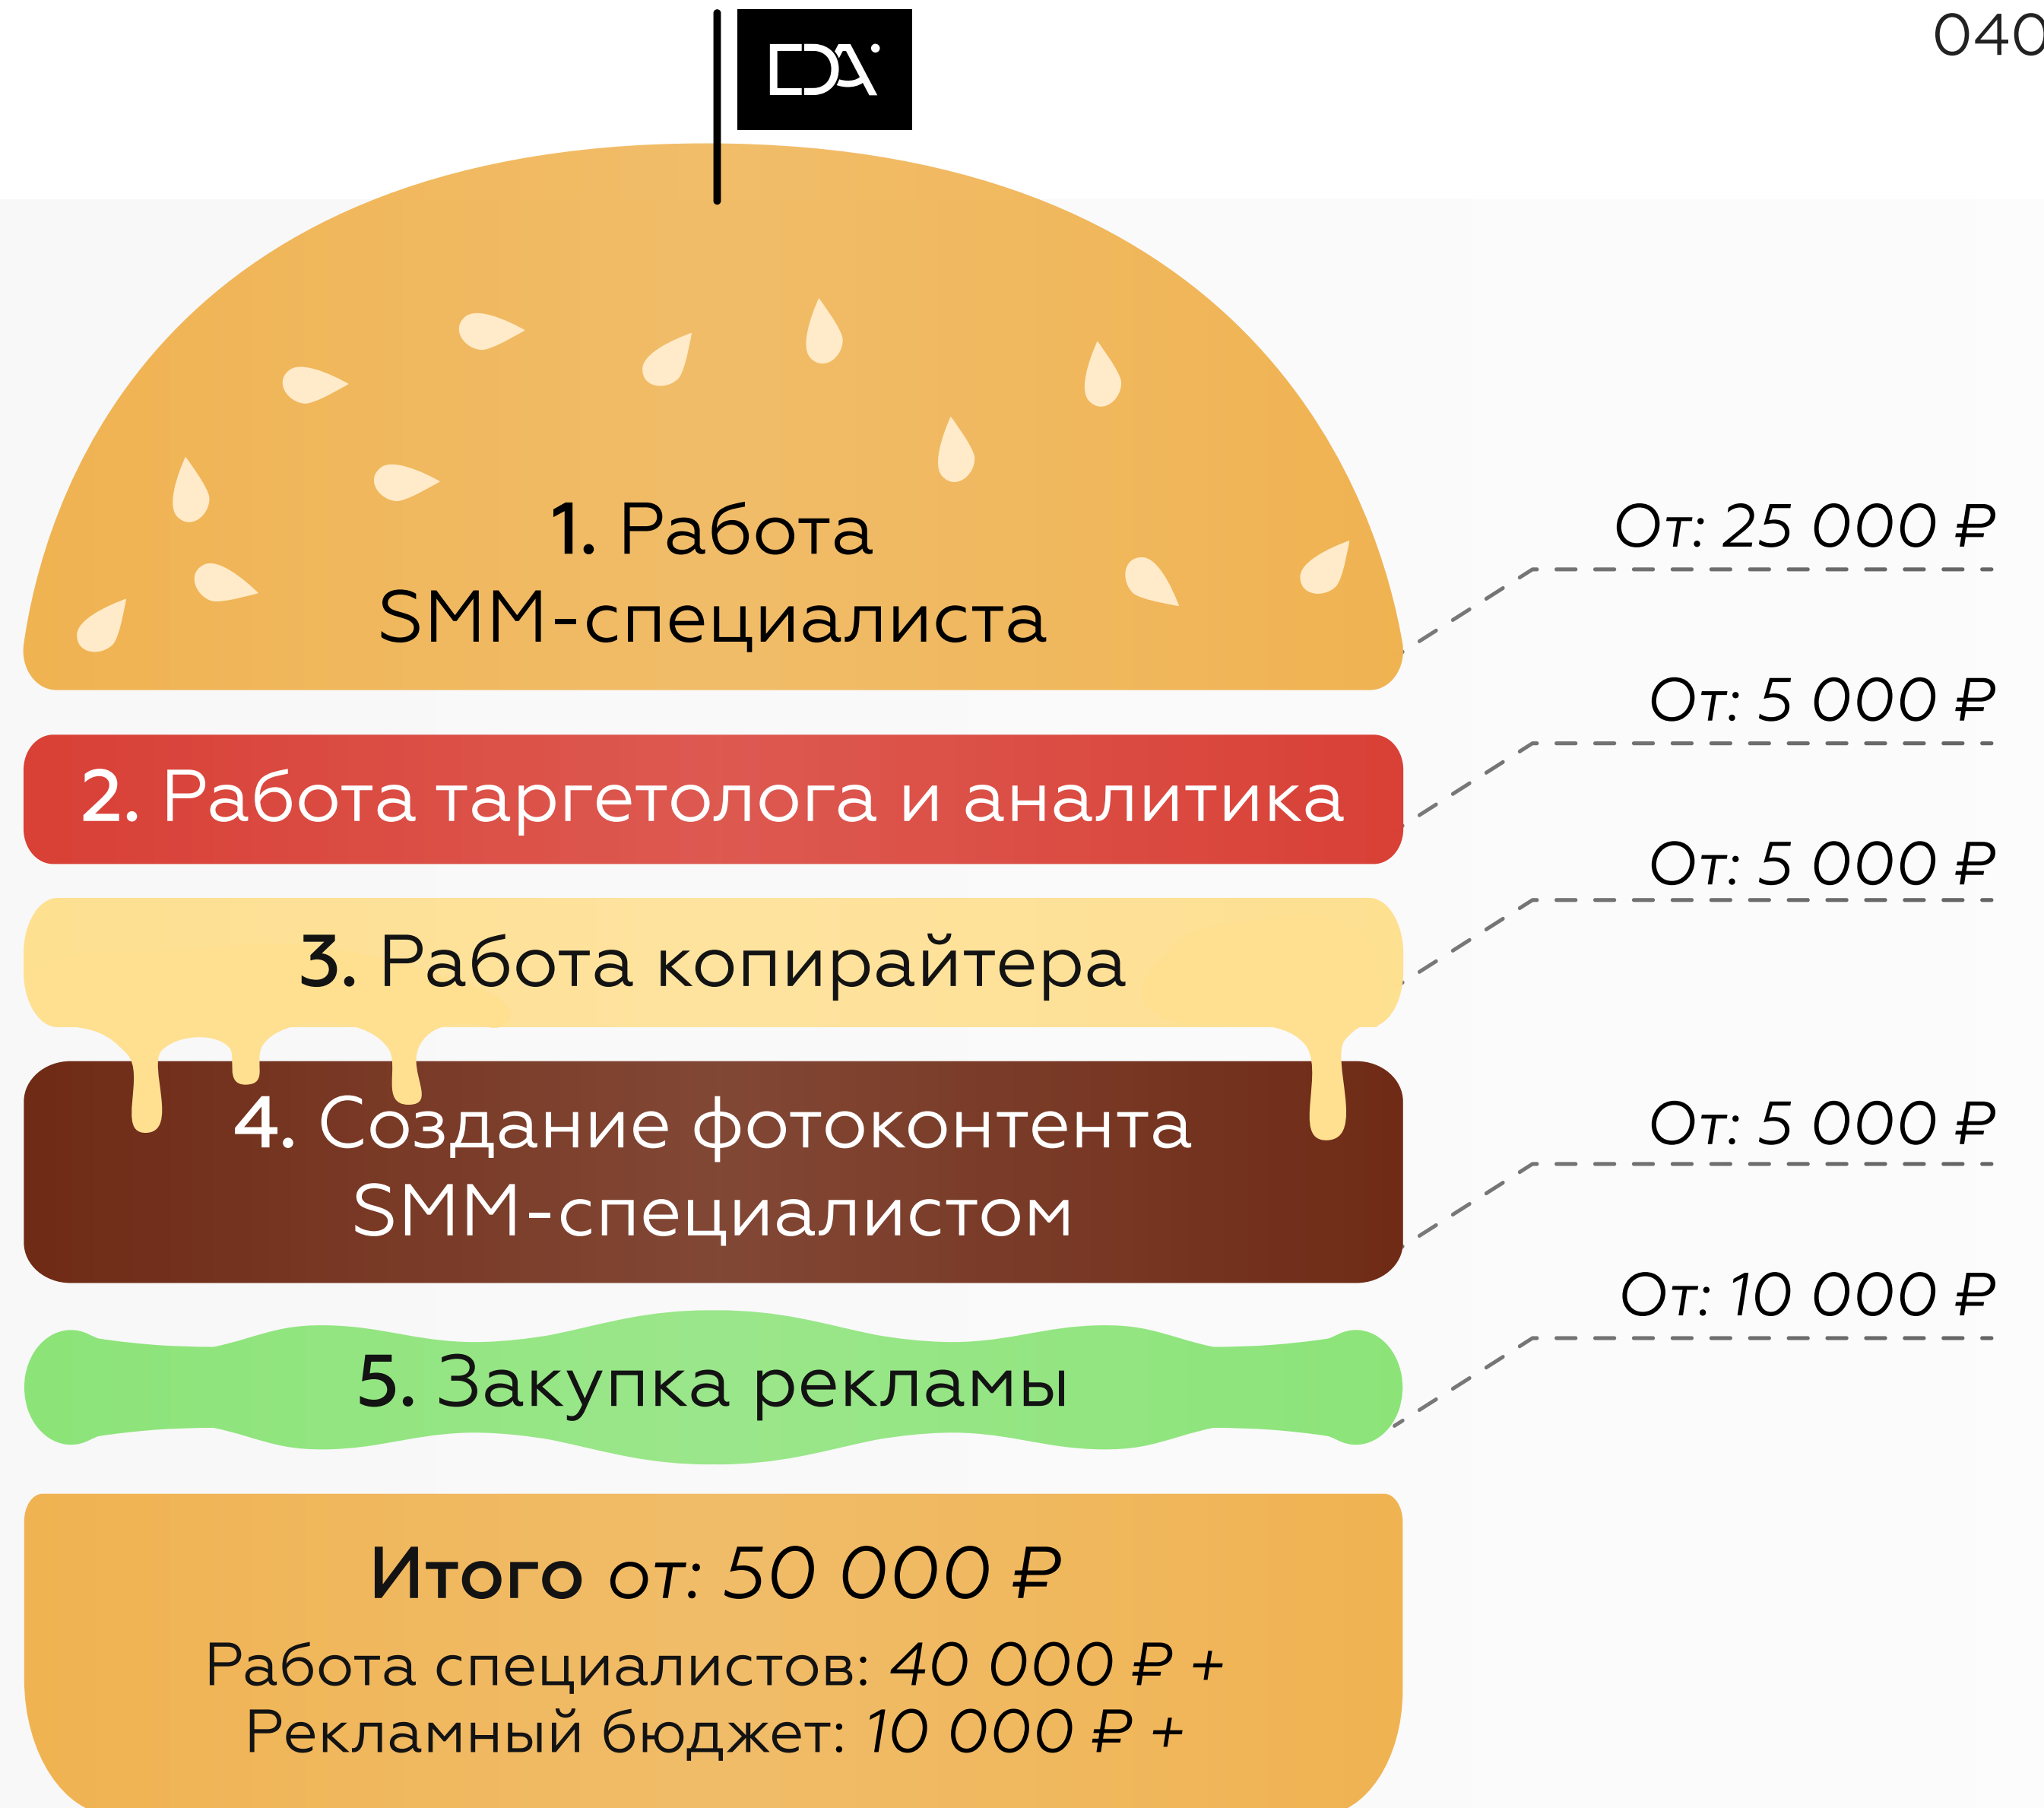 DA
040
1. Работа
SMM-специалиста
От: 25 000 ₽
2. Работа таргетолога и аналитика
От: 5 000 ₽
3. Работа копирайтера
От: 5 000 ₽
4. Создание фотоконтента
SMM-специалистом
От: 5 000 ₽
5. Закупка рекламы
От: 10 000 ₽
Итого от: 50 000 ₽
Работа специалистов: 40 000 ₽ +
Рекламный бюджет: 10 000 ₽ +